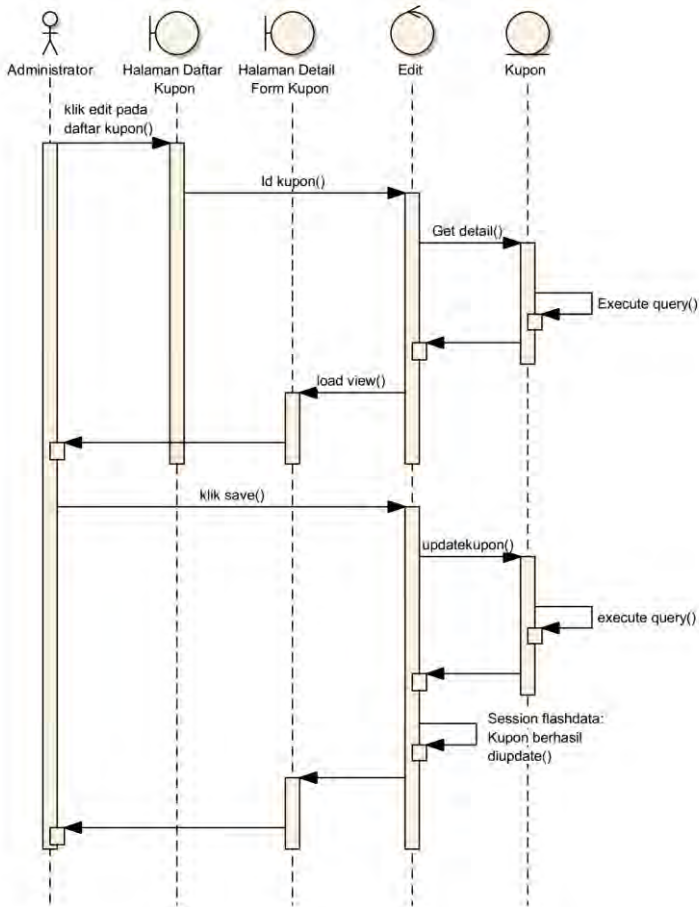 Administrator
Halaman Daftar
Kupon
Halaman Detail
Form Kupon
Edit
Kupon
klik edit pada
daftar kupon()
Id kupon()
Get detail()
Execute query()
load view()
klik save()
updatekupon()
execute query()
Session flashdata:
Kupon berhasil
diupdate()